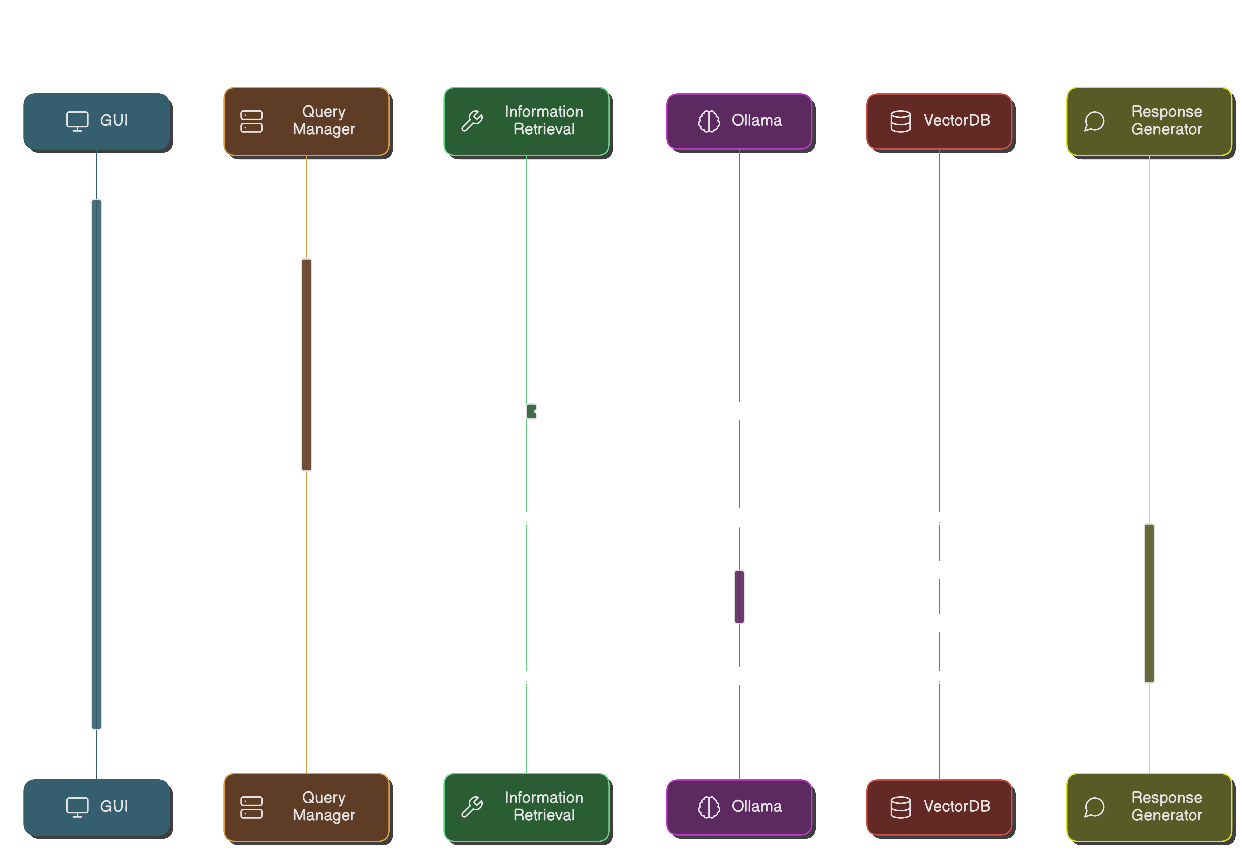 GUI
Query
Manager
Information
Retrieval
Ollama
VectorDB
Response
Generator
GUI
Query
Manager
Information
Retrieval
Ollama
VectorDB
Response
Generator